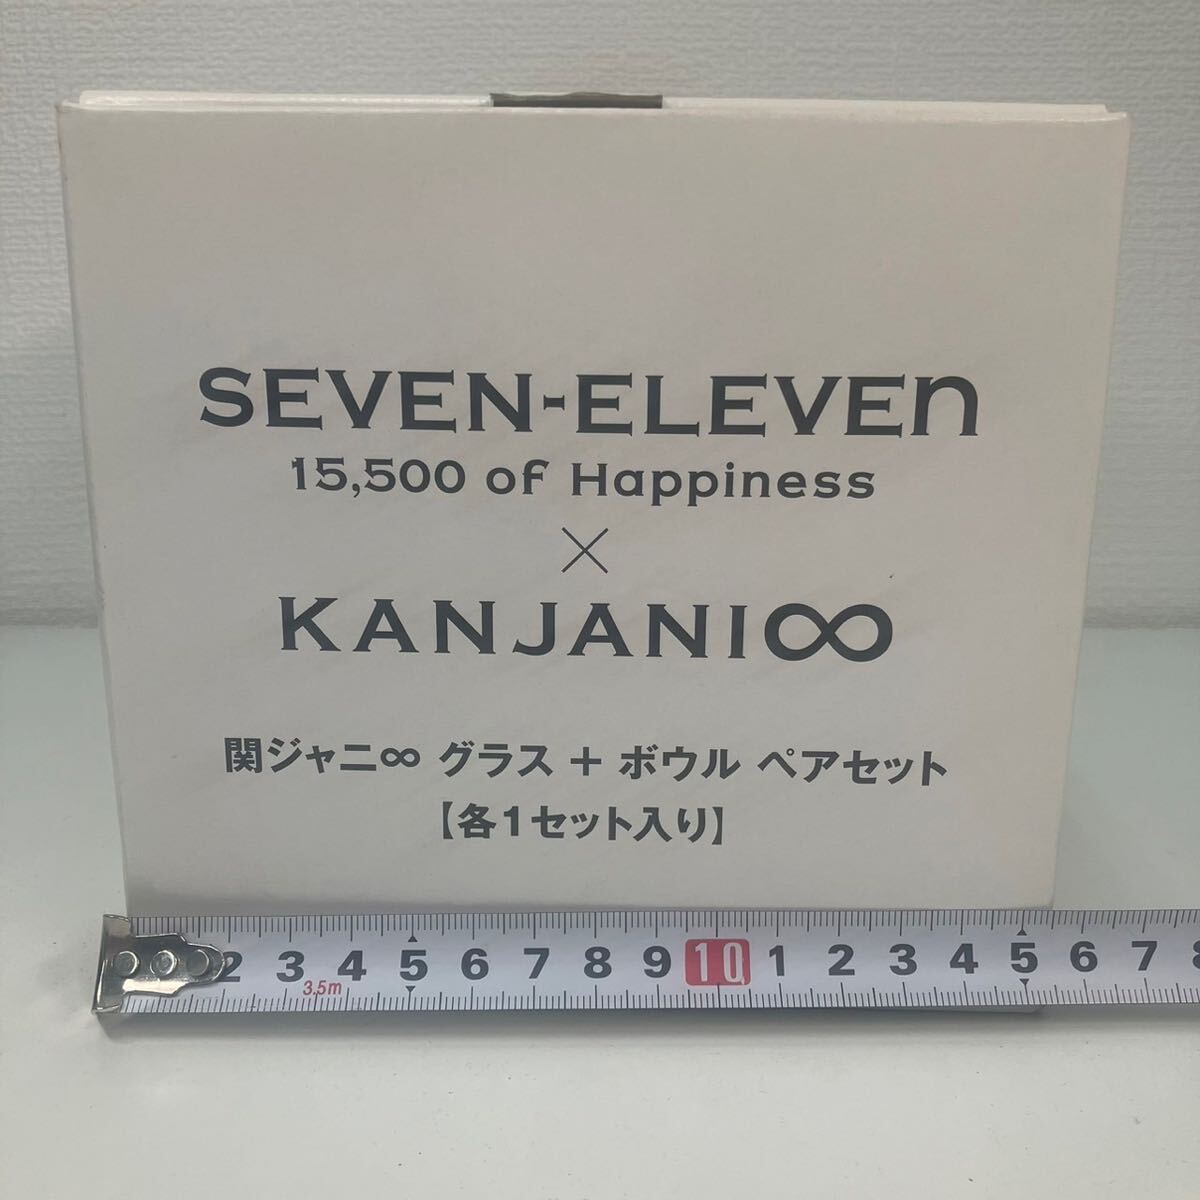 SEVEN-ELEVEn
15,500 of Happiness
×
KANJANI∞
関ジャニ∞ グラス + ボウル ペアセット
【各1セット入り】
2 3 4 5 6 7 8 9 10 1 2 3 4 5 6 7 8
3.5m